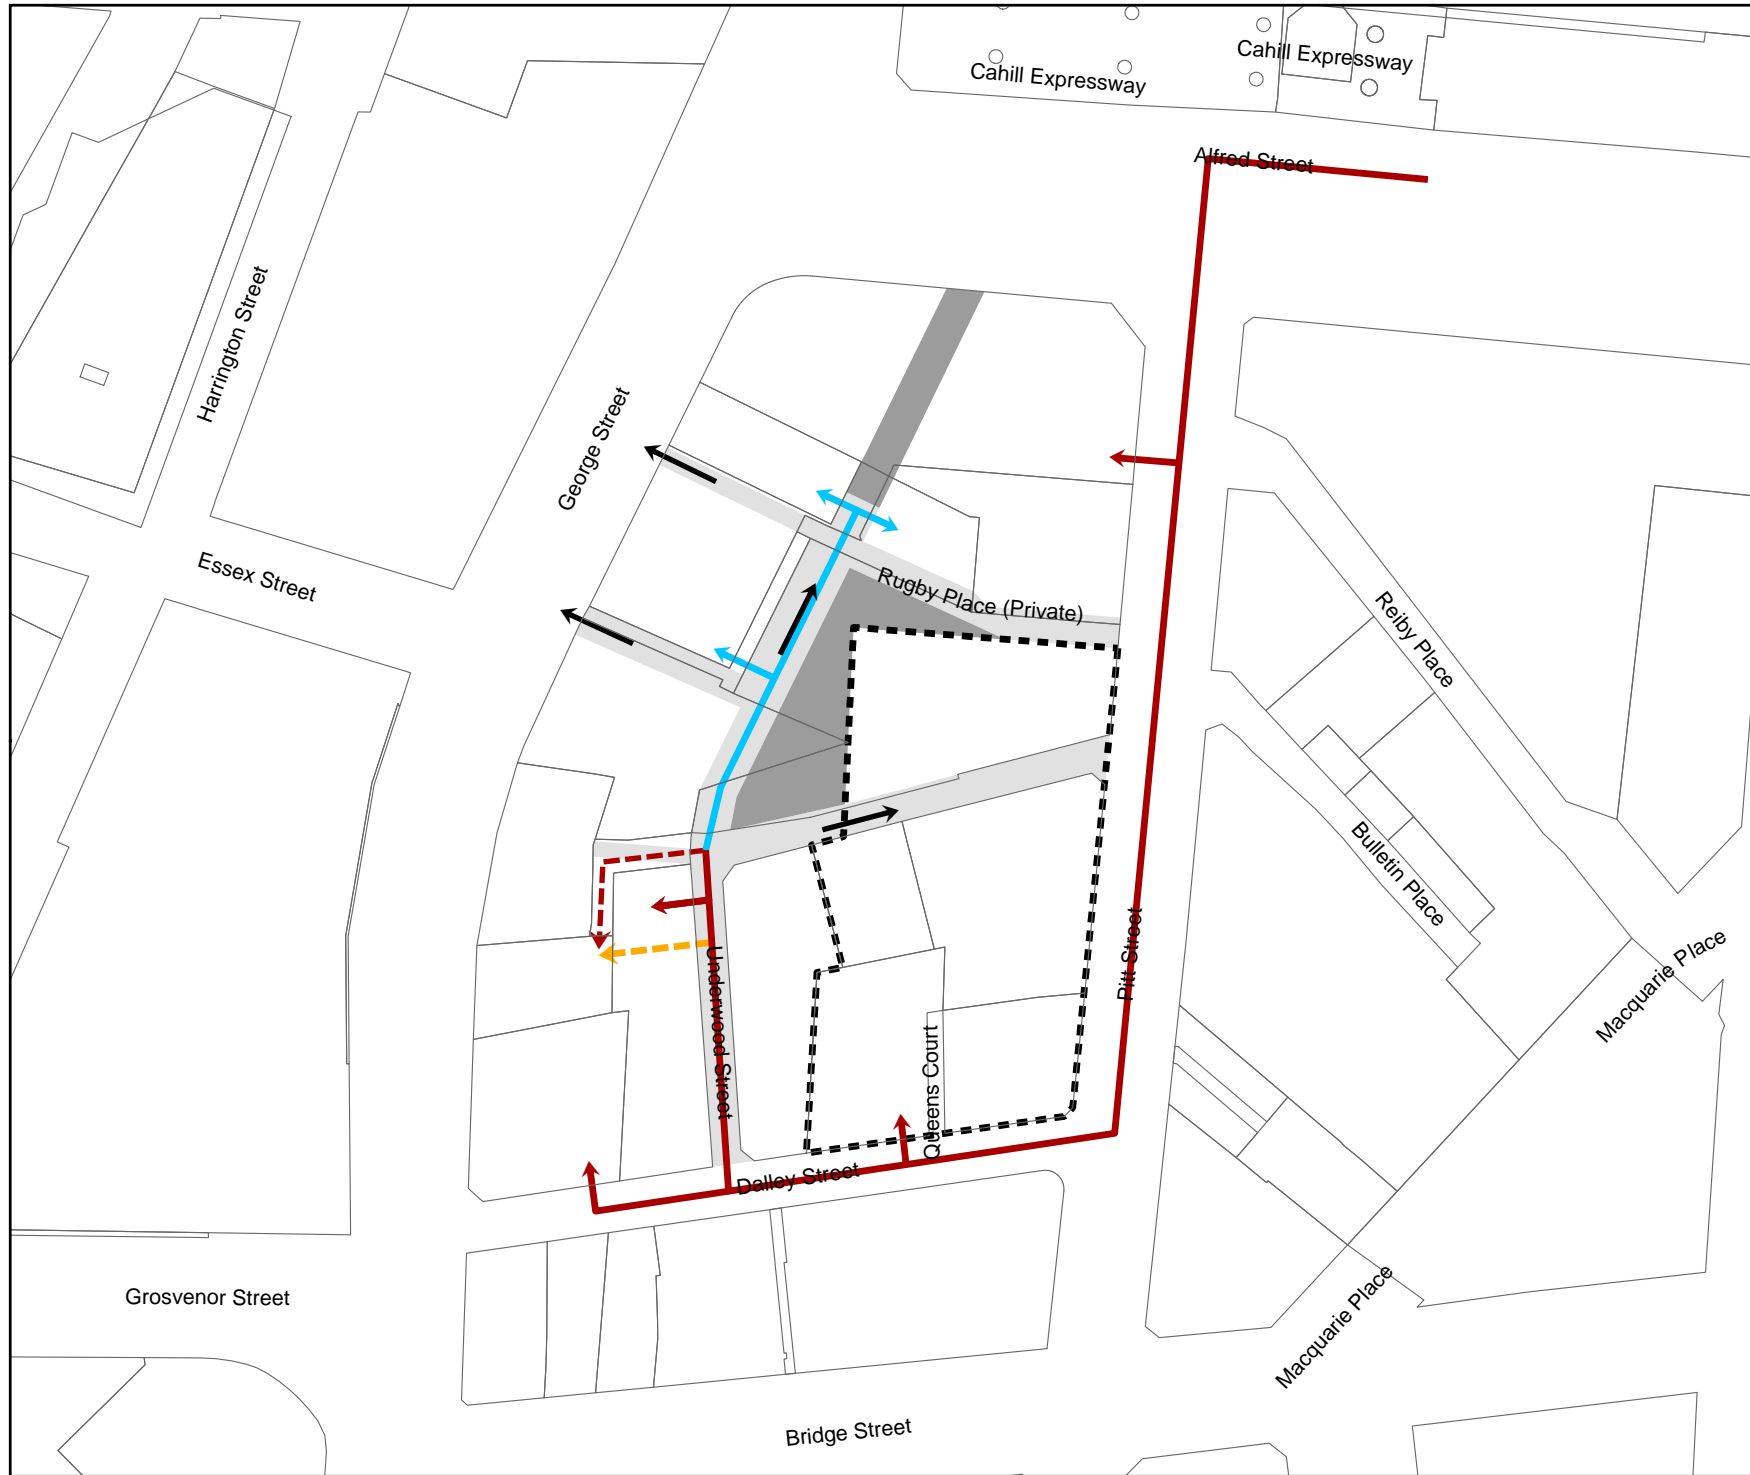 Cahill Expressway
Cahill Expressway
Alfred Street
Harrington Street
George Street
Essex Street
Rugby Place (Private)
Reiby Place
Bulletin Place
Pitt Street
Macquarie Place
Underwood Street
Queens Court
Dalley Street
Grosvenor Street
Macquarie Place
Bridge Street